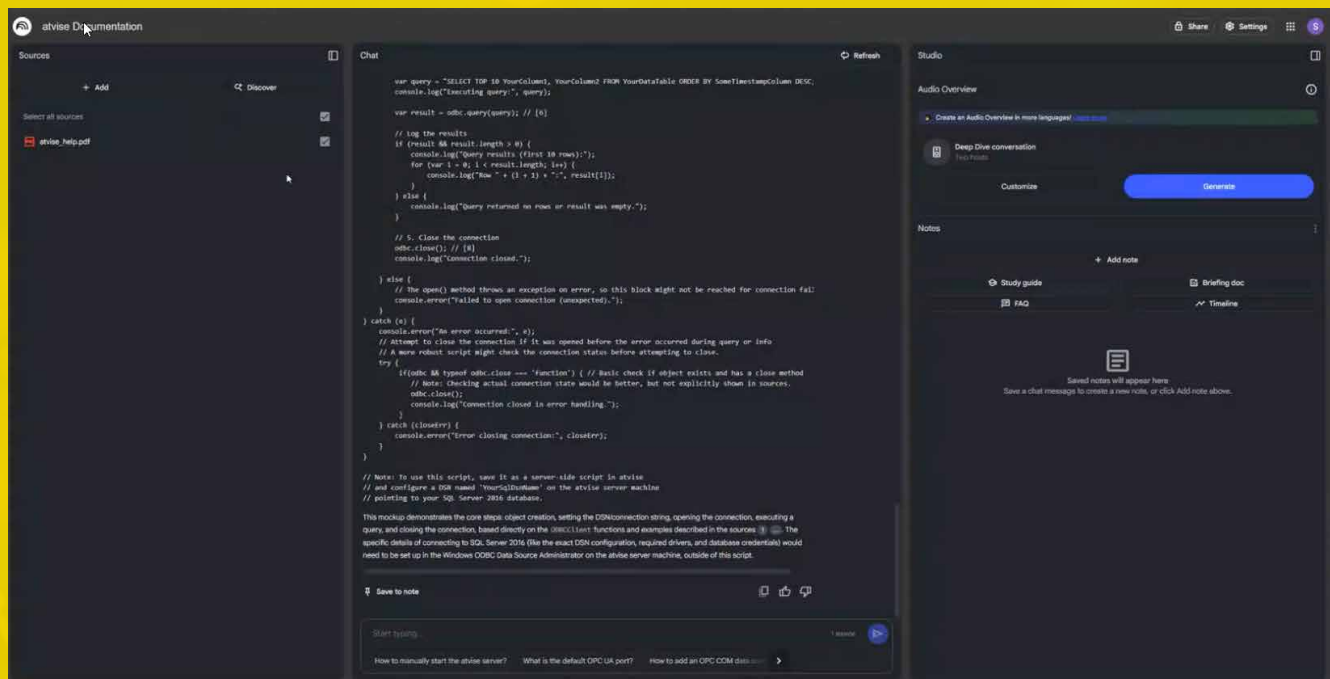 atvise Documentation
Share
Settings
S
Sources
+ Add
Discover
Select all sources
atvise_help.pdf
Chat
Refresh
var query = "SELECT TOP 10 YourColumn1, YourColumn2 FROM YourDataTable ORDER BY SomeTimestampColumn DESC;
console.log("Executing query:", query);
var result = odbc.query(query); // [6]
// Log the results
if (result && result.length > 0) {
console.log("Query results (first 10 rows):");
for (var i = 0; i < result.length; i++) {
console.log("Row " + (i + 1) + ":", result[i]);
}
} else {
console.log("Query returned no rows or result was empty.");
}
// 5. Close the connection
odbc.close(); // [8]
console.log("Connection closed.");
} else {
// The open() method throws an exception on error, so this block might not be reached for connection fai
console.error("Failed to open connection (unexpected).");
}
} catch (e) {
console.error("An error occurred:", e);
// Attempt to close the connection if it was opened before the error occurred during query or info
// A more robust script might check the connection status before attempting to close.
try {
if(odbc && typeof odbc.close === 'function') { // Basic check if object exists and has a close method
// Note: Checking actual connection state would be better, but not explicitly shown in sources.
odbc.close();
console.log("Connection closed in error handling.");
}
} catch (closeErr) {
console.error("Error closing connection:", closeErr);
}
}
// Note: To use this script, save it as a server-side script in atvise
// and configure a DSN named 'YourSqlDsnName' on the atvise server machine
// pointing to your SQL Server 2016 database.
This mockup demonstrates the core steps: object creation, setting the DSN/connection string, opening the connection, executing a
query, and closing the connection, based directly on the ODBCClient functions and examples described in the sources 1 ... . The
specific details of connecting to SQL Server 2016 (like the exact DSN configuration, required drivers, and database credentials) would
need to be set up in the Windows ODBC Data Source Administrator on the atvise server machine, outside of this script.
Save to note
Start typing...
1 source
How to manually start the atvise server?
What is the default OPC UA port?
How to add an OPC COM data
Studio
Audio Overview
Create an Audio Overview in more languages! Learn more
Deep Dive conversation
Two hosts
Customize
Generate
Notes
+ Add note
Study guide
Briefing doc
FAQ
Timeline
Saved notes will appear here
Save a chat message to create a new note, or click Add note above.